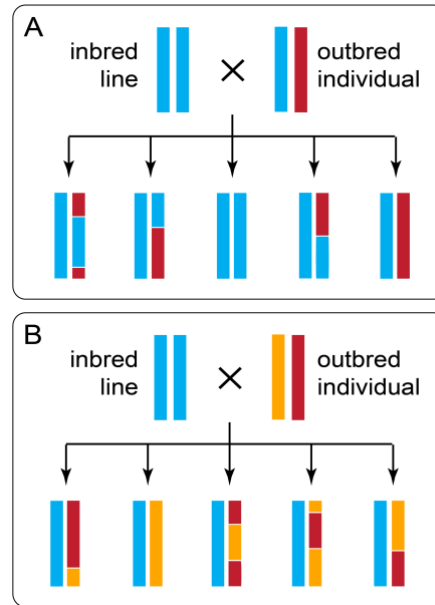 A
inbred
line
outbred
individual
B
inbred
line
outbred
individual